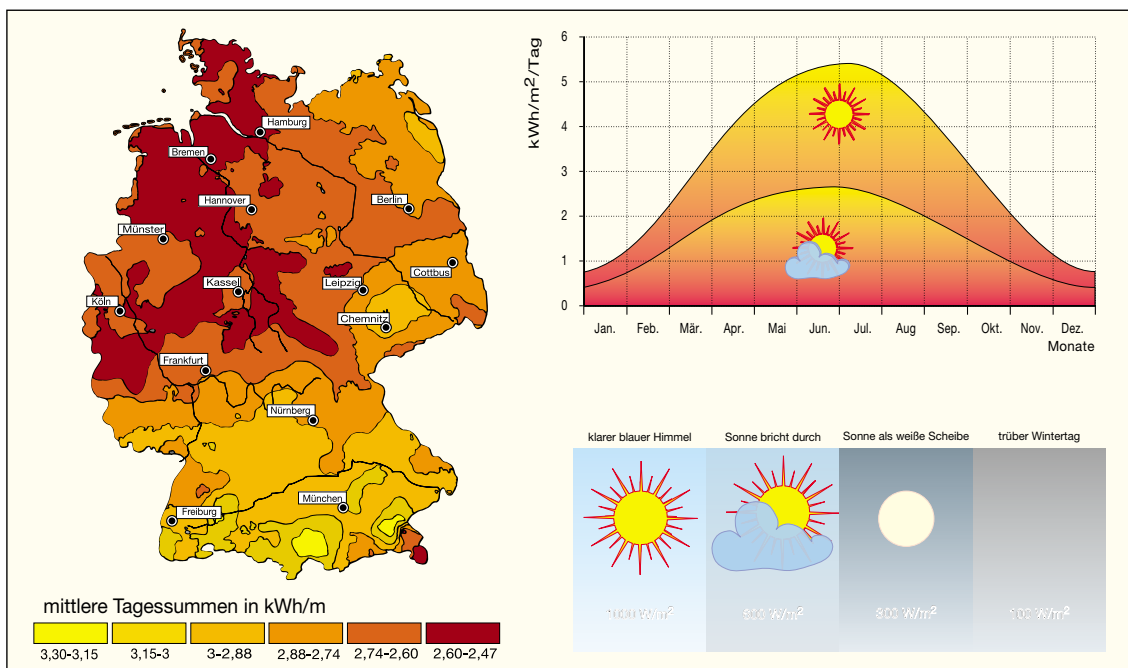 Hamburg
Bremen
Hannover
Berlin
Münster
Cottbus
Kassel
Leipzig
Köln
Chemnitz
Frankfurt
Nürnberg
München
Freiburg
mittlere Tagessummen in kWh/m
3,30-3,15 3,15-3 3-2,88 2,88-2,74 2,74-2,60 2,60-2,47
kWh/m²/Tag
6
5
4
3
2
1
0
Jan. Feb. Mär. Apr. Mai Jun. Jul. Aug Sep. Okt. Nov. Dez.
Monate
klarer blauer Himmel Sonne bricht durch Sonne als weiße Scheibe trüber Wintertag
W/m² W/m² W/m² 100 W/m²